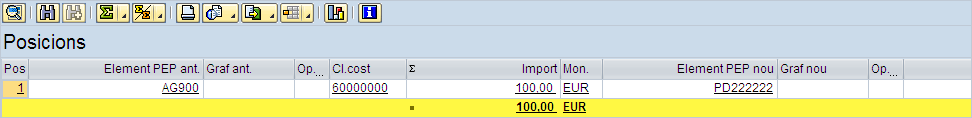 Posicions
Pos Element PEP ant. Graf ant. Op.... Cl.cost Σ Import Mon. Element PEP nou Graf nou Op....
1 AG900 60000000 100,00 EUR PD222222
100,00 EUR